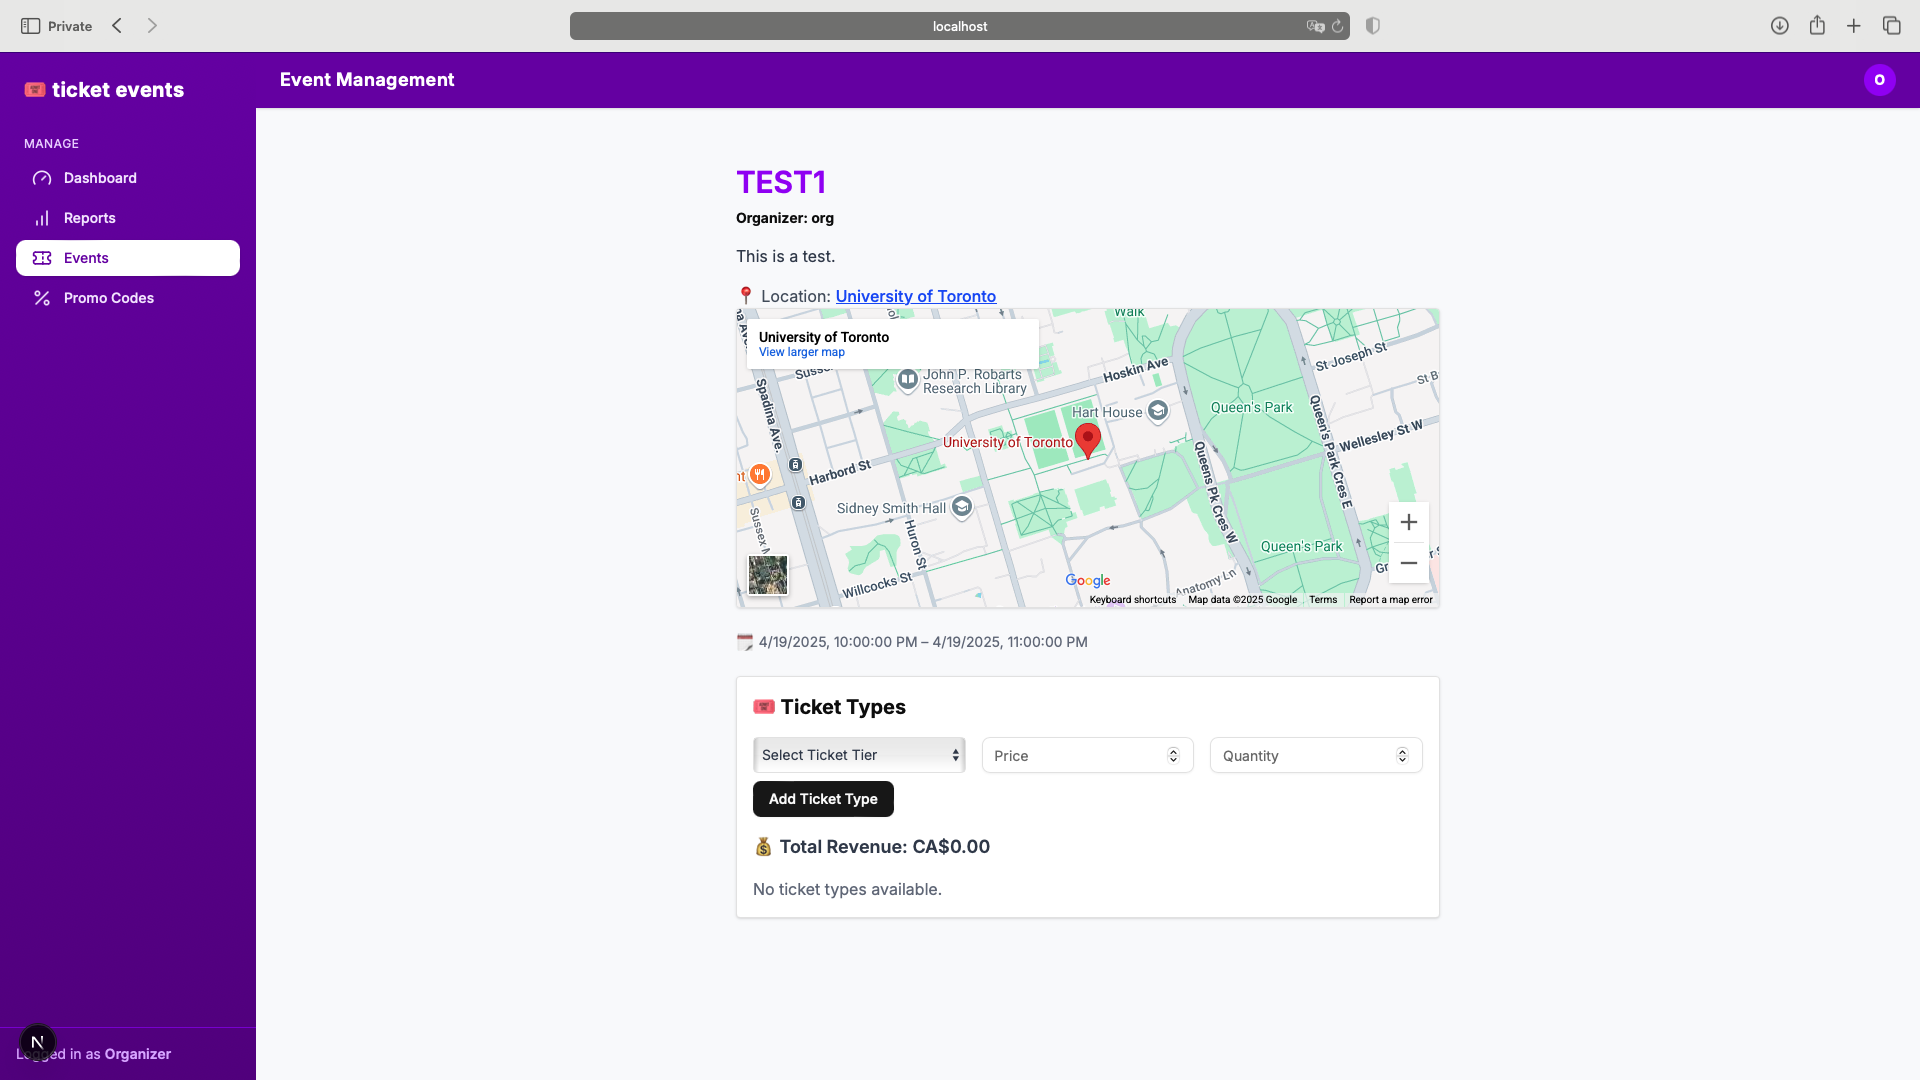 Private
localhost
ticket events
Event Management
O
MANAGE
Dashboard
Reports
Events
Promo Codes
TEST1
Organizer: org
This is a test.
📍 Location: University of Toronto
University of Toronto
View larger map
Walk
St Joseph St
Spadina Ave.
John P. Robarts
Research Library
Hoskin Ave
Hart House
Queen's Park
Queen's Park Cres E
Wellesley St W
University of Toronto
Harbord St
Queens Pk Cres W
Sidney Smith Hall
Huron St
Queen's Park
Willcocks St
Anatomy Ln
Google
Keyboard shortcuts
Map data ©2025 Google
Terms
Report a map error
4/19/2025, 10:00:00 PM – 4/19/2025, 11:00:00 PM
Ticket Types
Select Ticket Tier
Price
Quantity
Add Ticket Type
💰 Total Revenue: CA$0.00
No ticket types available.
N
Logged in as Organizer